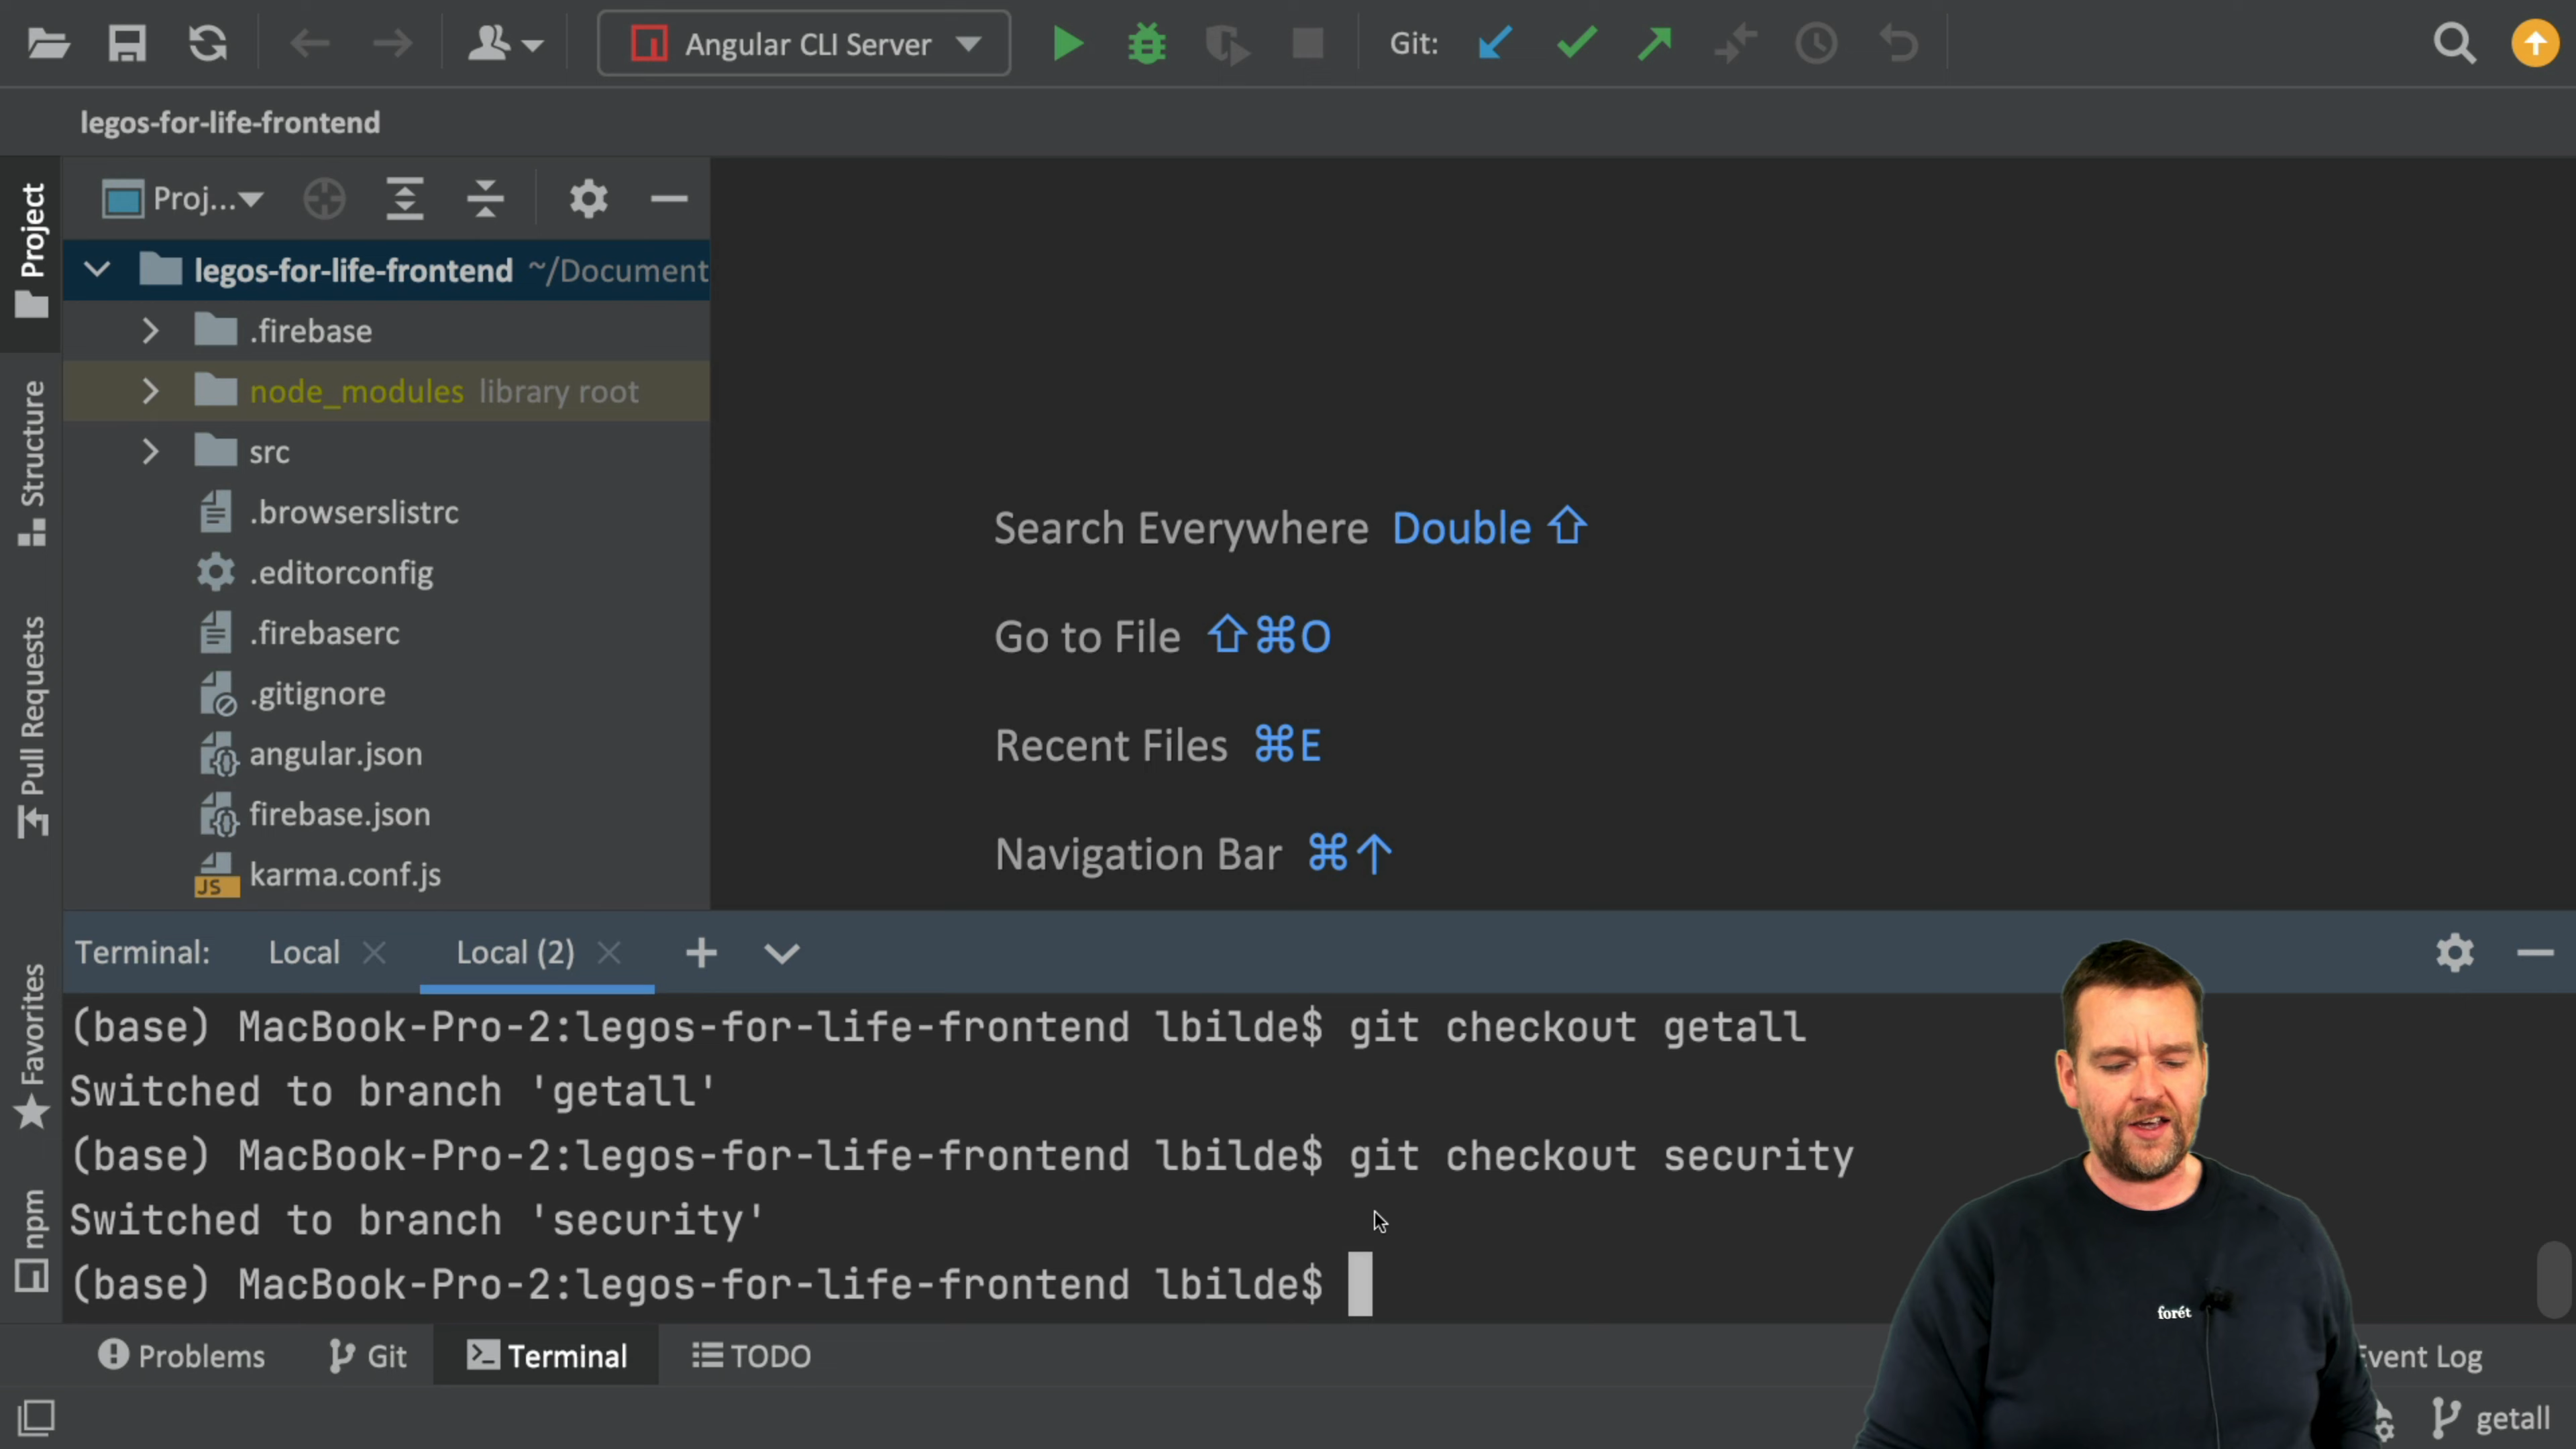 Angular CLI Server
Git:
legos-for-life-frontend
Project
Proj...
legos-for-life-frontend ~/Document
.firebase
node_modules library root
src
.browserslistrc
.editorconfig
.firebaserc
.gitignore
angular.json
firebase.json
JS karma.conf.js
Structure
Pull Requests
Favorites
npm
Search Everywhere Double ⇧
Go to File ⇧⌘O
Recent Files ⌘E
Navigation Bar ⌘↑
Terminal: Local Local (2)
(base) MacBook-Pro-2:legos-for-life-frontend lbilde$ git checkout getall
Switched to branch 'getall'
(base) MacBook-Pro-2:legos-for-life-frontend lbilde$ git checkout security
Switched to branch 'security'
(base) MacBook-Pro-2:legos-for-life-frontend lbilde$
forét
Problems Git Terminal TODO
Event Log
getall